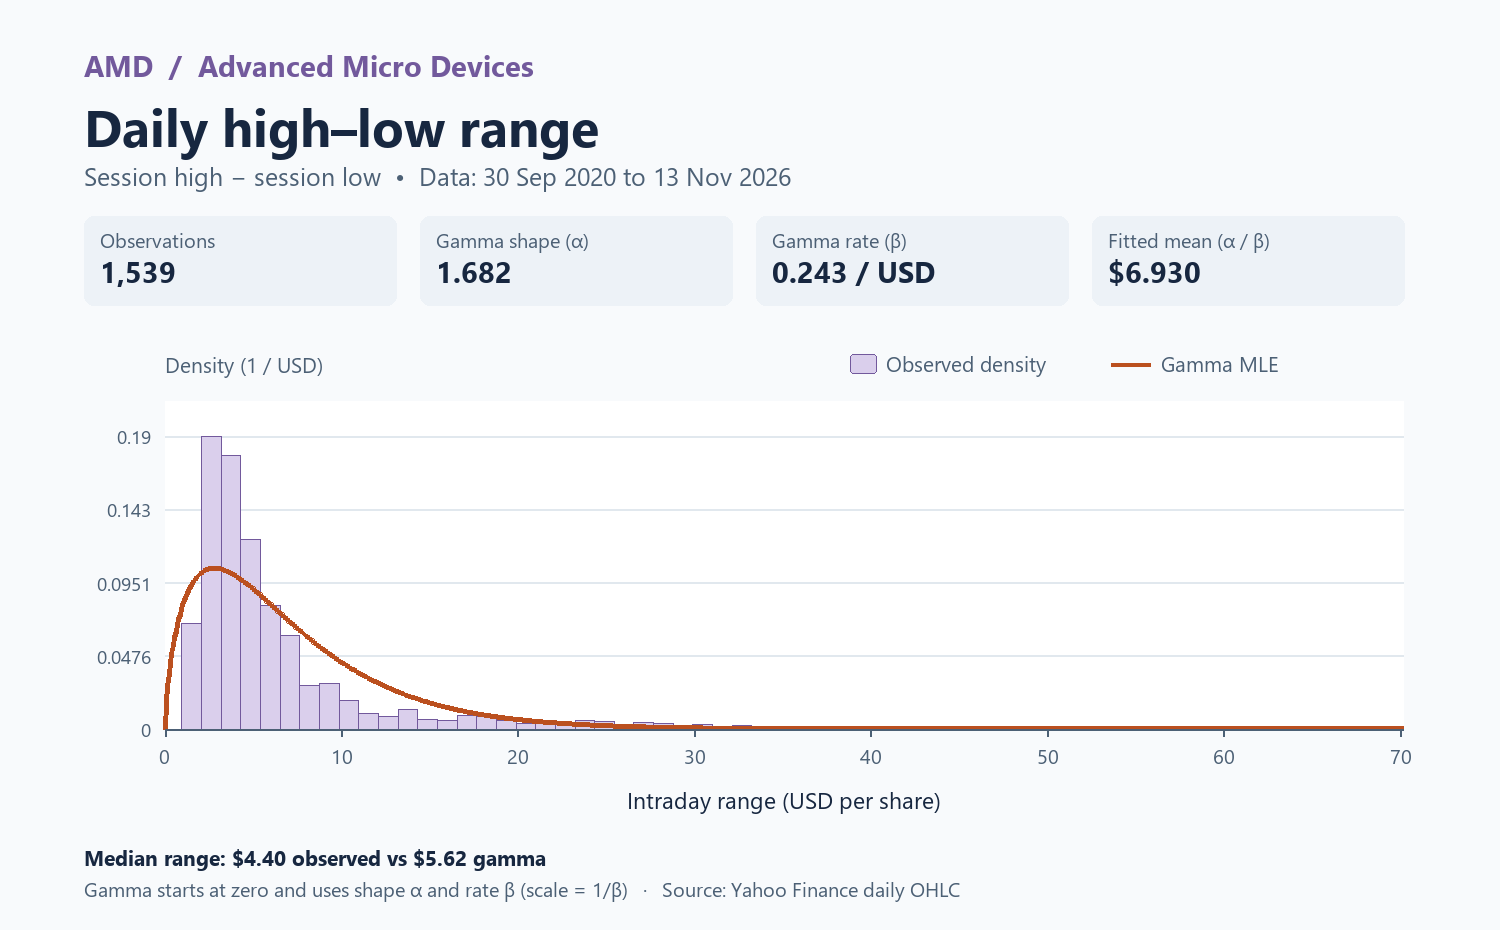 AMD / Advanced Micro Devices
Daily high–low range
Session high − session low • Data: 30 Sep 2020 to 13 Nov 2026
Observations
1,539
Gamma shape (α)
1.682
Gamma rate (β)
0.243 / USD
Fitted mean (α / β)
$6.930
Density (1 / USD)
Observed density
Gamma MLE
0.19
0.143
0.0951
0.0476
0
0 10 20 30 40 50 60 70
Intraday range (USD per share)
Median range: $4.40 observed vs $5.62 gamma
Gamma starts at zero and uses shape α and rate β (scale = 1/β) · Source: Yahoo Finance daily OHLC